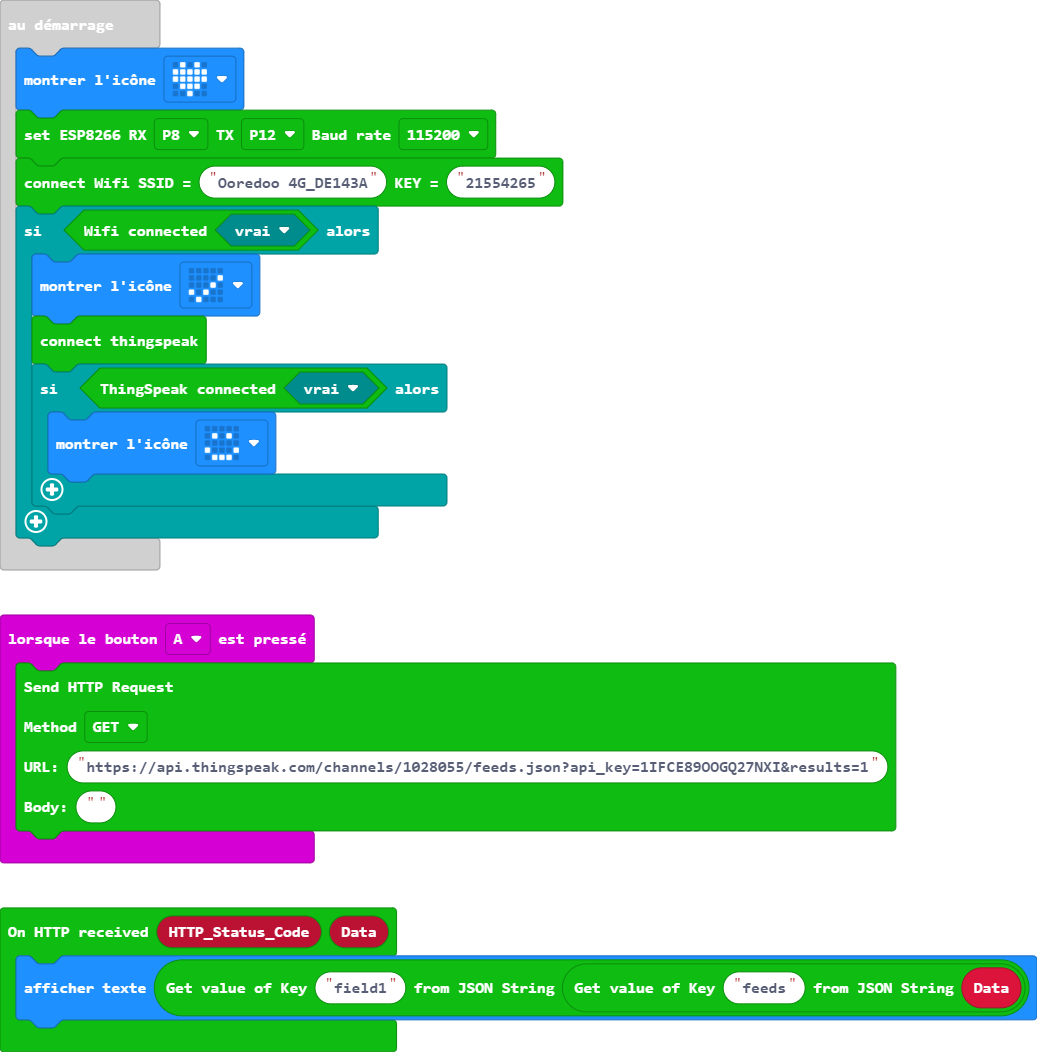 au démarrage
montrer l'icône
set ESP8266 RX P8 TX P12 Baud rate 115200
connect Wifi SSID = "Ooredoo 4G_DE143A" KEY = "21554265"
si Wifi connected vrai alors
montrer l'icône
connect thingspeak
si ThingSpeak connected vrai alors
montrer l'icône
lorsque le bouton A est pressé
Send HTTP Request
Method GET
URL: "https://api.thingspeak.com/channels/1028055/feeds.json?api_key=1IFCE89OOGQ27NXI&results=1"
Body: ""
On HTTP received HTTP_Status_Code Data
afficher texte Get value of Key "field1" from JSON String Get value of Key "feeds" from JSON String Data